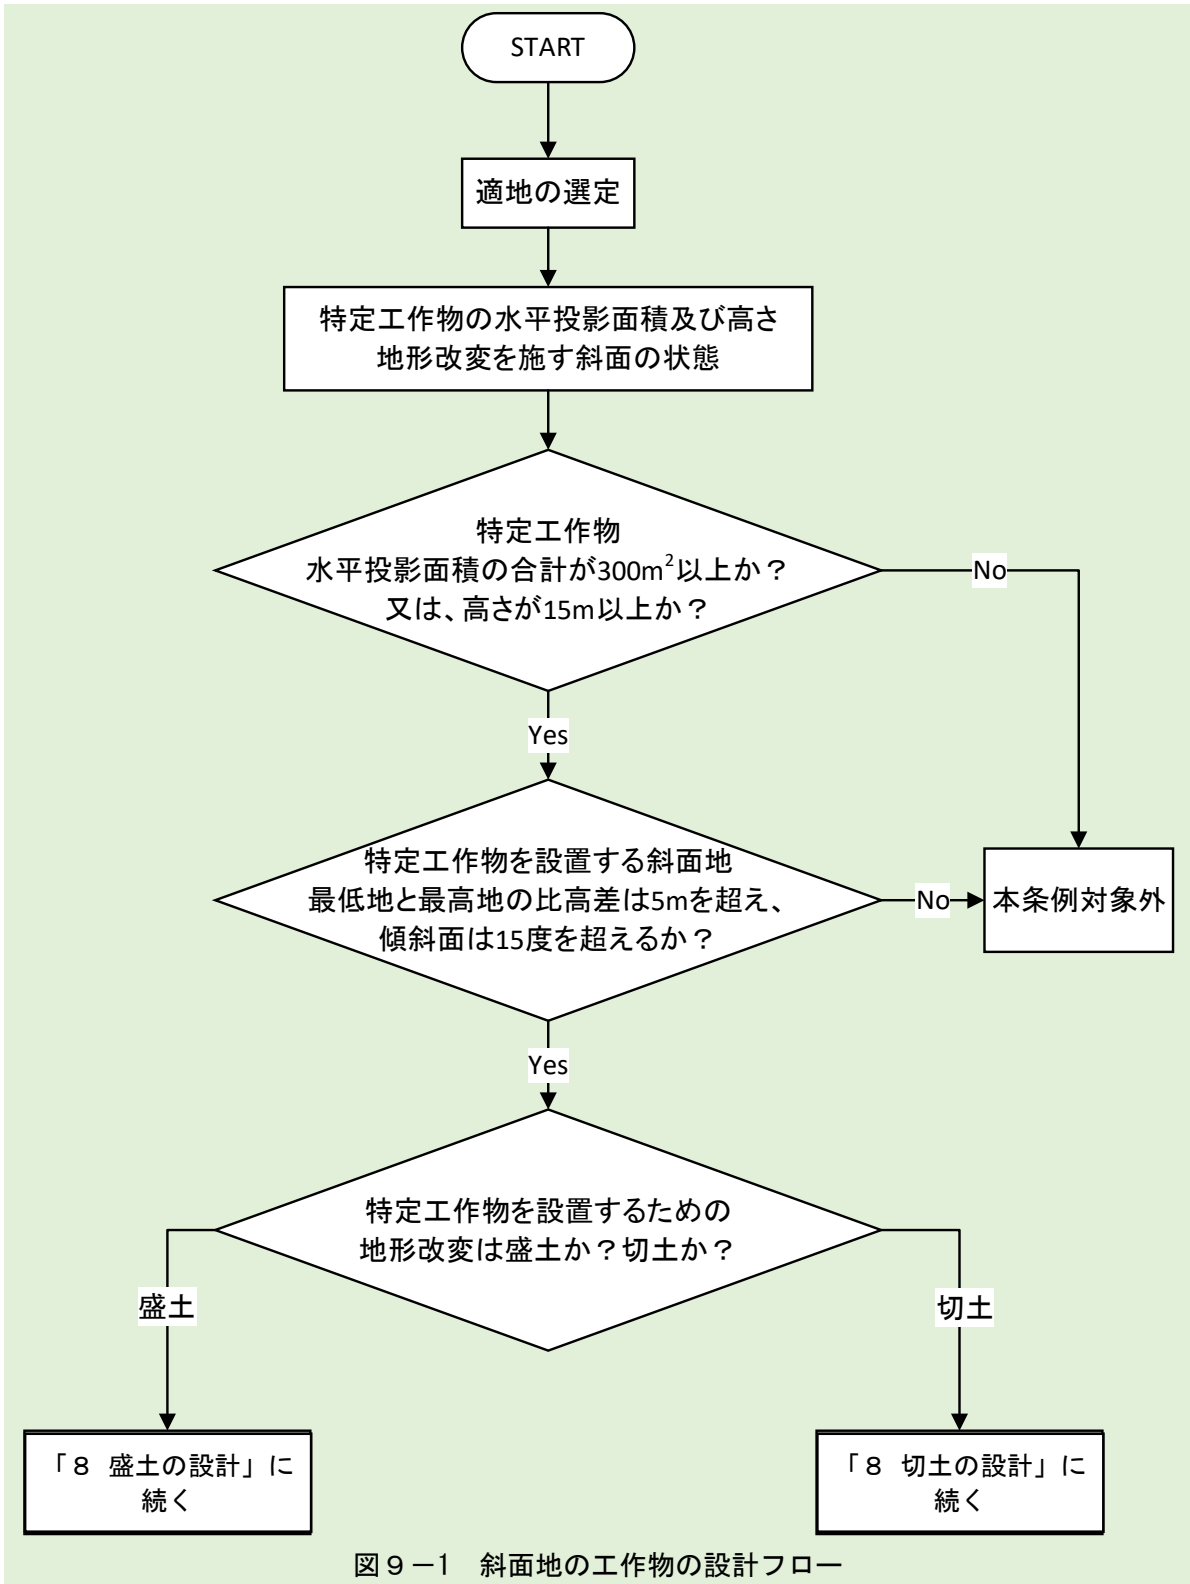 START
適地の選定
特定工作物の水平投影面積及び高さ
地形改変を施す斜面の状態
特定工作物
水平投影面積の合計が300m²以上か？
又は、高さが15m以上か？
No
Yes
特定工作物を設置する斜面地
最低地と最高地の比高差は5mを超え、
傾斜面は15度を超えるか？
No
本条例対象外
Yes
特定工作物を設置するための
地形改変は盛土か？切土か？
盛土
切土
「８　盛土の設計」に
続く
「８　切土の設計」に
続く
図９－1　斜面地の工作物の設計フロー